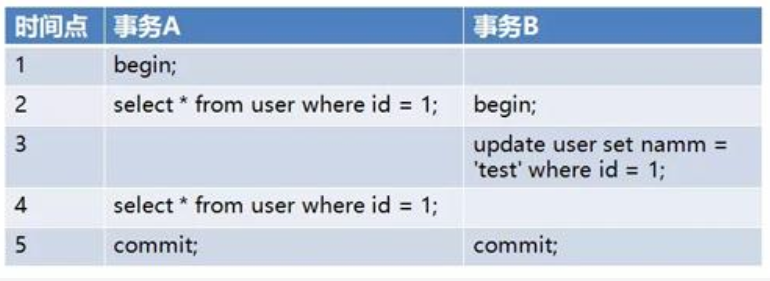 时间点 事务A 事务B
1 begin;
2 select * from user where id = 1; begin;
3 update user set namm =
'test' where id = 1;
4 select * from user where id = 1;
5 commit; commit;